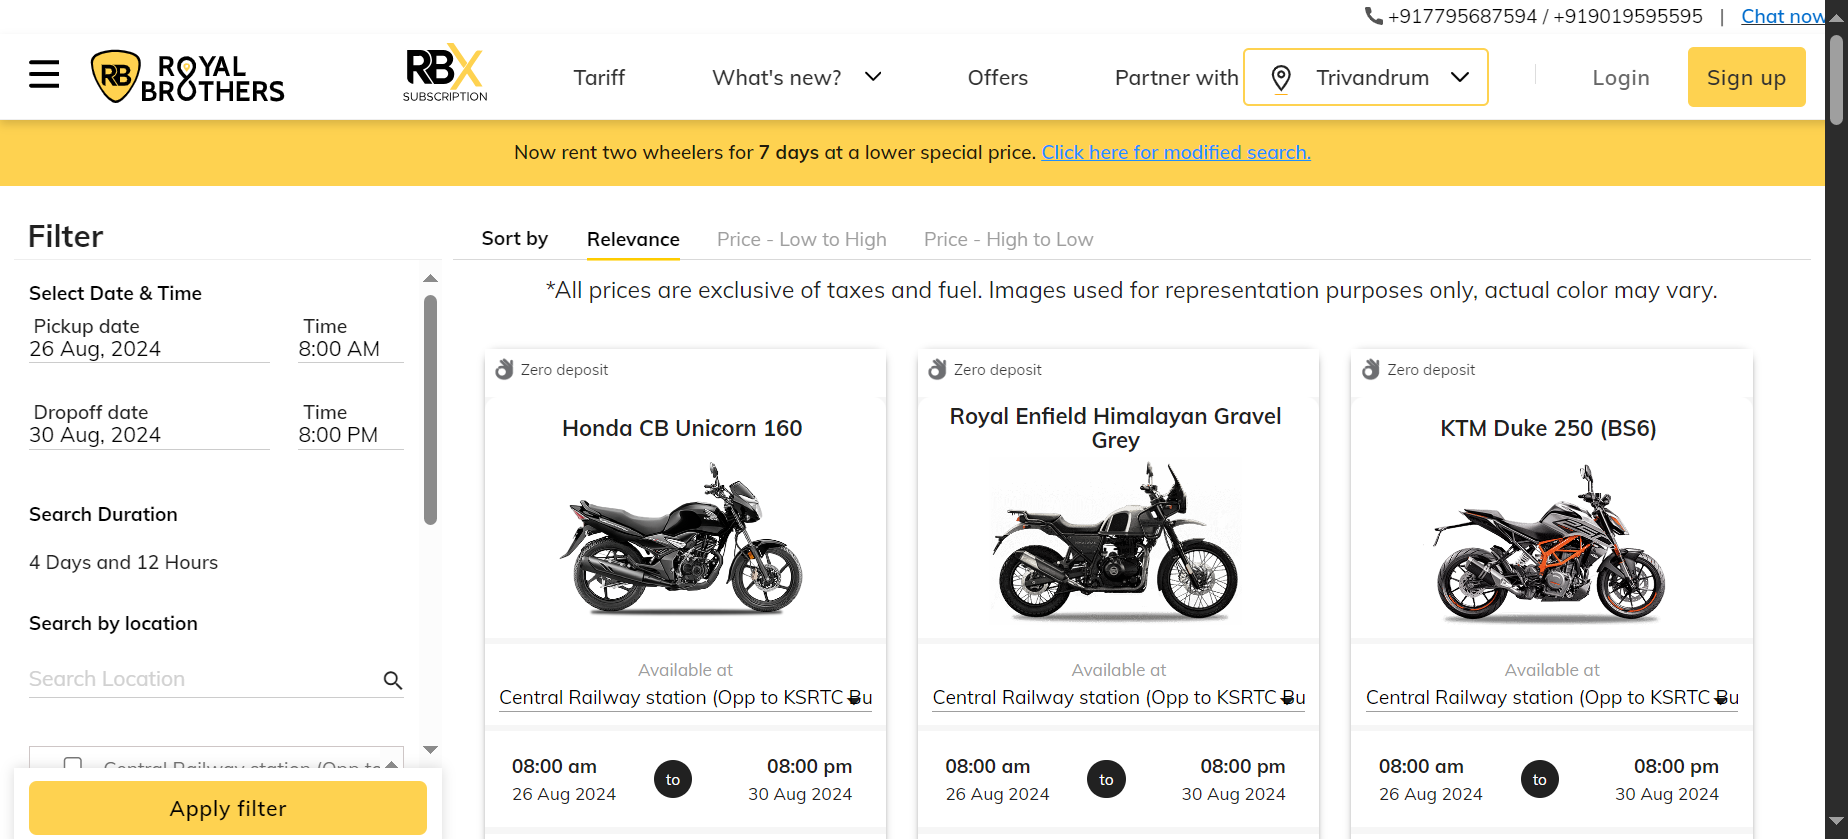 +917795687594 / +919019595595 | Chat now
RB ROYAL BROTHERS
RBX SUBSCRIPTION
Tariff
What's new?
Offers
Partner with
Trivandrum
Login
Sign up
Now rent two wheelers for 7 days at a lower special price. Click here for modified search.
Filter
Select Date & Time
Pickup date
Time
26 Aug, 2024
8:00 AM
Dropoff date
Time
30 Aug, 2024
8:00 PM
Search Duration
4 Days and 12 Hours
Search by location
Search Location
Central Railway station (Opp to
Apply filter
Sort by
Relevance
Price - Low to High
Price - High to Low
*All prices are exclusive of taxes and fuel. Images used for representation purposes only, actual color may vary.
Zero deposit
Honda CB Unicorn 160
Available at
Central Railway station (Opp to KSRTC Bu
08:00 am
to
08:00 pm
26 Aug 2024
30 Aug 2024
Zero deposit
Royal Enfield Himalayan Gravel
Grey
Available at
Central Railway station (Opp to KSRTC Bu
08:00 am
to
08:00 pm
26 Aug 2024
30 Aug 2024
Zero deposit
KTM Duke 250 (BS6)
Available at
Central Railway station (Opp to KSRTC Bu
08:00 am
to
08:00 pm
26 Aug 2024
30 Aug 2024